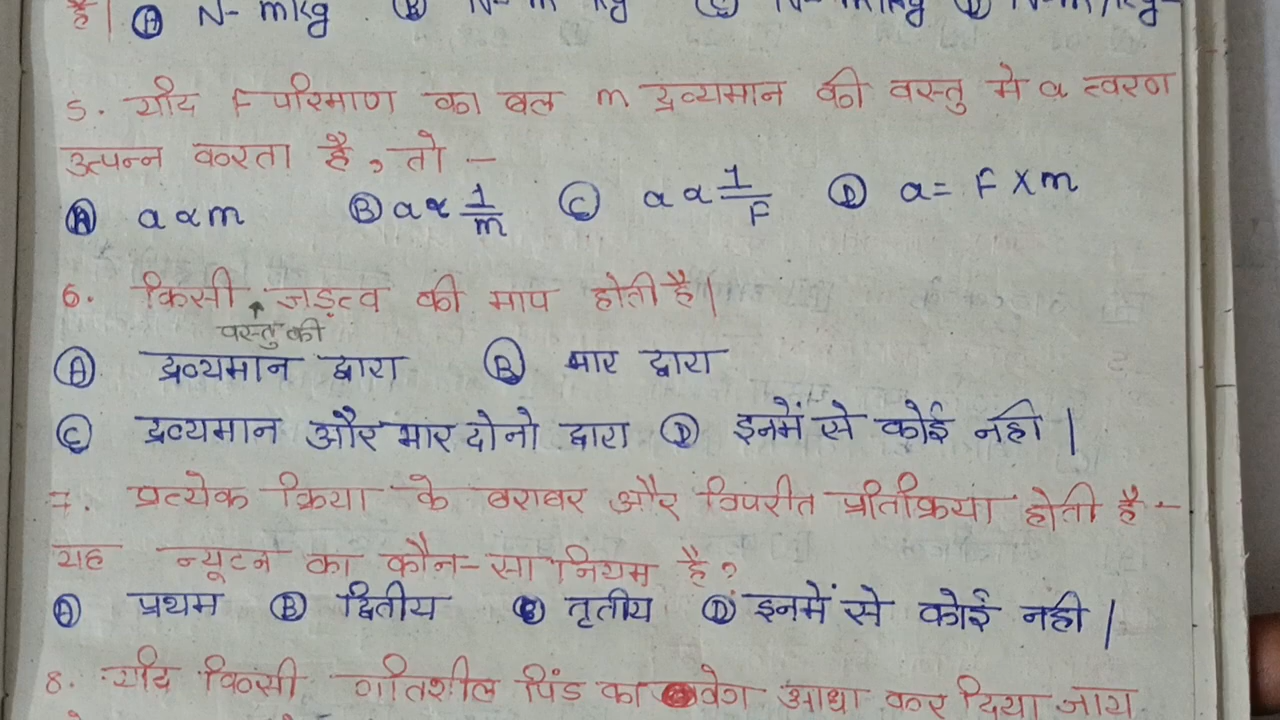 है। Ⓐ N-mkg Ⓑ Ⓒ Ⓓ N-m/kg
5. यदि F परिमाण का बल m द्रव्यमान की वस्तु मे a त्वरण
उत्पन्न करता है, तो –
Ⓐ a ∝ m Ⓑ a ∝ 1/m Ⓒ a ∝ 1/F Ⓓ a = F × m
6. किसी ↑ जड़त्व की माप होती है।
वस्तु की
Ⓐ द्रव्यमान द्वारा Ⓑ भार द्वारा
Ⓒ द्रव्यमान और भार दोनो द्वारा Ⓓ इनमें से कोई नही।
7. प्रत्येक क्रिया के बराबर और विपरीत प्रतिक्रिया होती है –
यह न्यूटन का कौन-सा नियम है?
Ⓐ प्रथम Ⓑ द्वितीय Ⓒ तृतीय Ⓓ इनमें से कोई नही।
8. यदि किसी गतिशील पिंड का वेग आधा कर दिया जाय